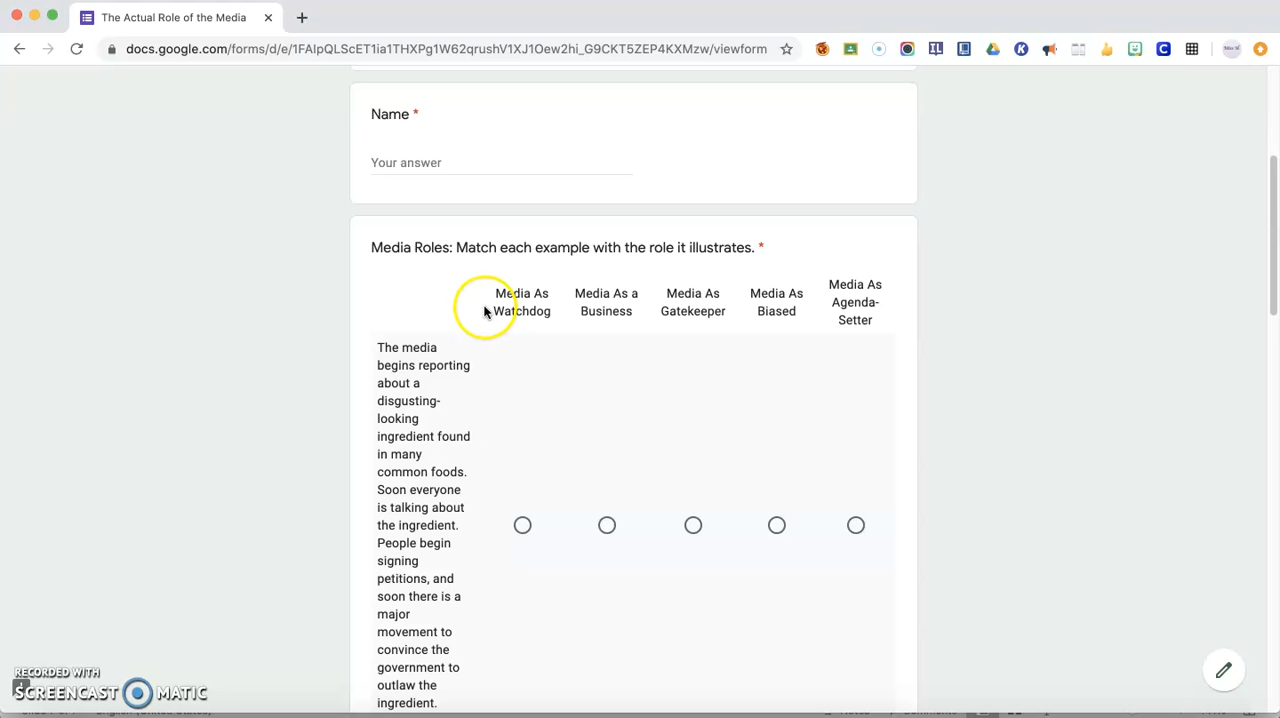 The Actual Role of the Media
docs.google.com/forms/d/e/1FAIpQLScET1ia1THXPg1W62qrushV1XJ1Oew2hi_G9CKT5ZEP4KXMzw/viewform
Name *
Your answer
Media Roles: Match each example with the role it illustrates. *
Media As Watchdog
Media As a Business
Media As Gatekeeper
Media As Biased
Media As Agenda-Setter
The media
begins reporting
about a
disgusting-
looking
ingredient found
in many
common foods.
Soon everyone
is talking about
the ingredient.
People begin
signing
petitions, and
soon there is a
major
movement to
convince the
government to
outlaw the
ingredient.
RECORDED WITH
SCREENCAST MATIC